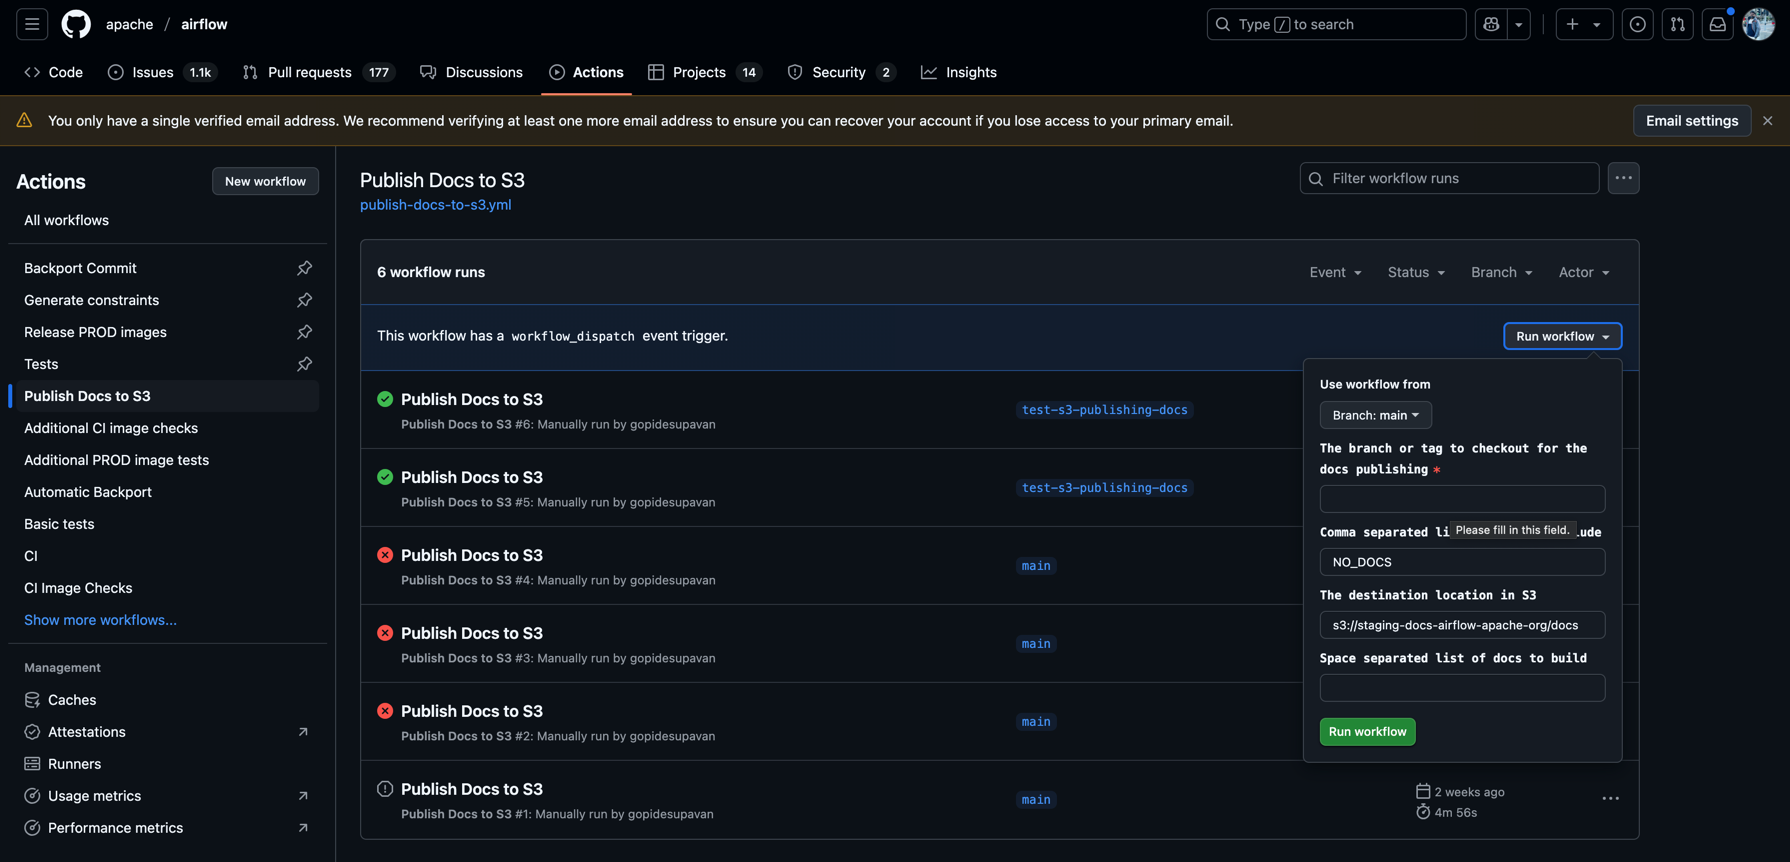 apache / airflow
Type / to search
Code
Issues 1.1k
Pull requests 177
Discussions
Actions
Projects 14
Security 2
Insights
You only have a single verified email address. We recommend verifying at least one more email address to ensure you can recover your account if you lose access to your primary email.
Email settings
Actions
New workflow
All workflows
Backport Commit
Generate constraints
Release PROD images
Tests
Publish Docs to S3
Additional CI image checks
Additional PROD image tests
Automatic Backport
Basic tests
CI
CI Image Checks
Show more workflows...
Management
Caches
Attestations
Runners
Usage metrics
Performance metrics
Publish Docs to S3
publish-docs-to-s3.yml
Filter workflow runs
6 workflow runs
Event
Status
Branch
Actor
This workflow has a workflow_dispatch event trigger.
Run workflow
Publish Docs to S3
Publish Docs to S3 #6: Manually run by gopidesupavan
test-s3-publishing-docs
Publish Docs to S3
Publish Docs to S3 #5: Manually run by gopidesupavan
test-s3-publishing-docs
Publish Docs to S3
Publish Docs to S3 #4: Manually run by gopidesupavan
main
Publish Docs to S3
Publish Docs to S3 #3: Manually run by gopidesupavan
main
Publish Docs to S3
Publish Docs to S3 #2: Manually run by gopidesupavan
main
Publish Docs to S3
Publish Docs to S3 #1: Manually run by gopidesupavan
main
2 weeks ago
4m 56s
Use workflow from
Branch: main
The branch or tag to checkout for the
docs publishing *
Please fill in this field.
Comma separated
NO_DOCS
The destination location in S3
s3://staging-docs-airflow-apache-org/docs
Space separated list of docs to build
Run workflow